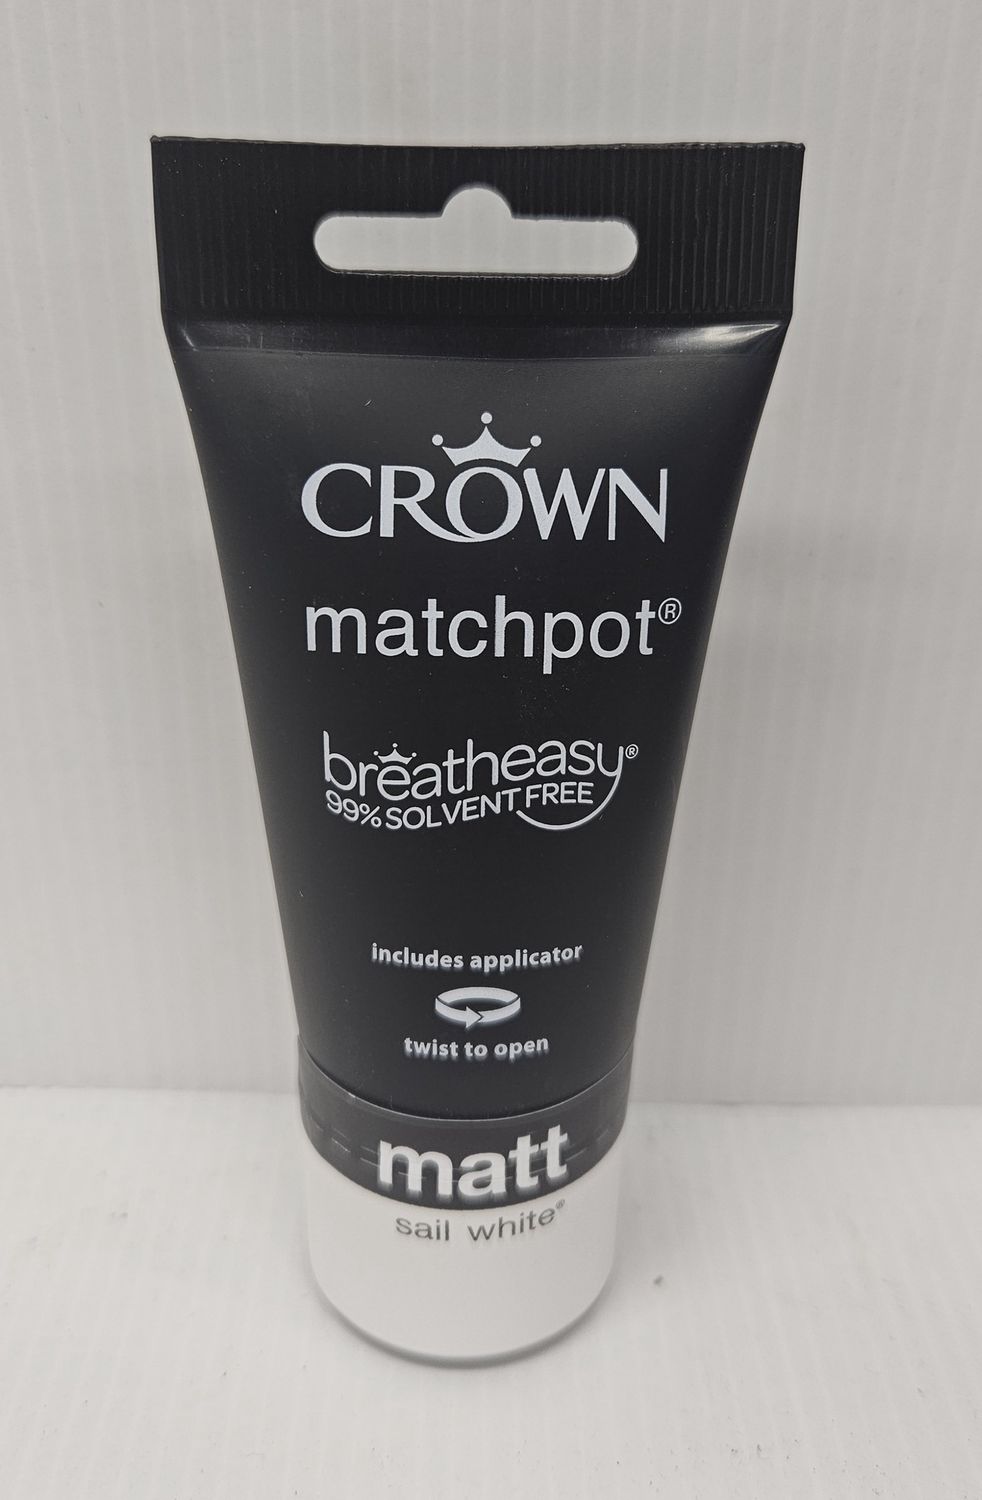 CROWN
matchpot®
breatheasy®
99% SOLVENT FREE
includes applicator
twist to open
matt
sail white®